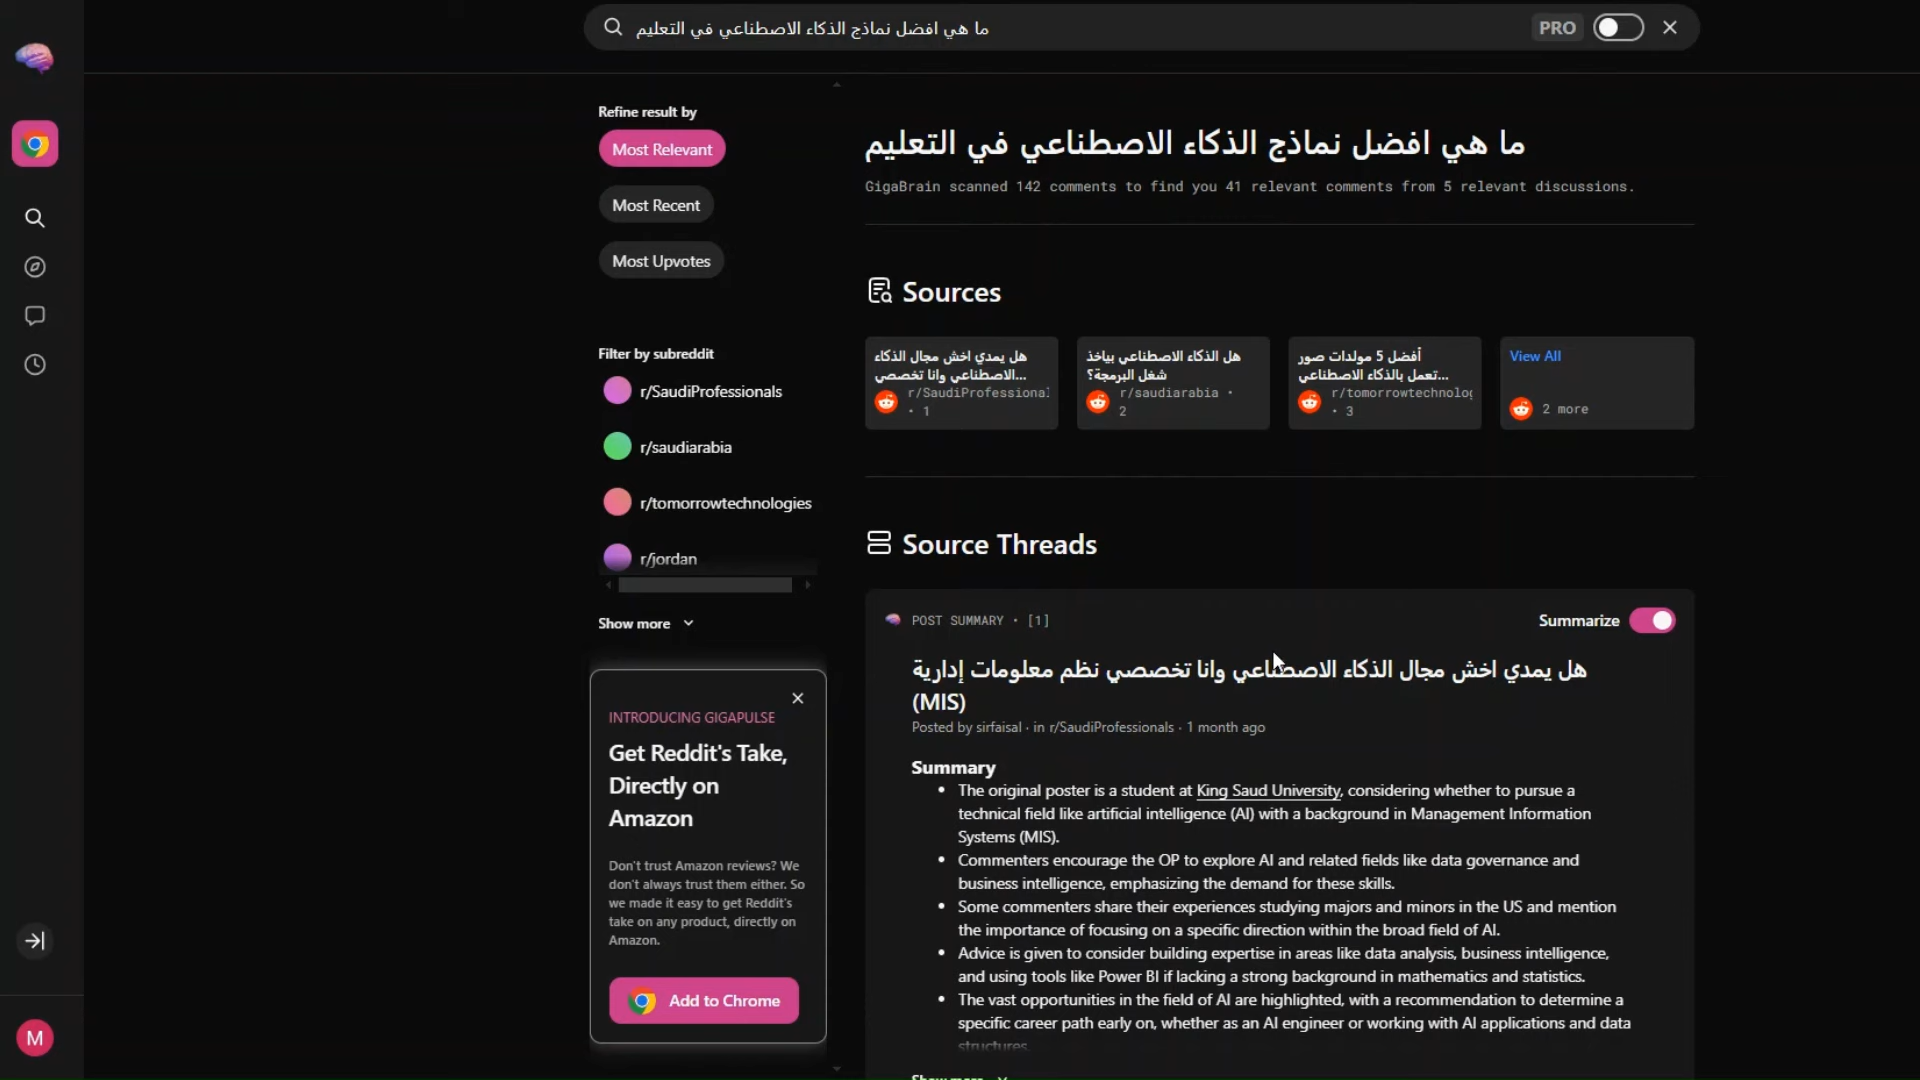 ما هي افضل نماذج الذكاء الاصطناعي في التعليم
PRO
Refine result by
Most Relevant
Most Recent
Most Upvotes
Filter by subreddit
r/SaudiProfessionals
r/saudiarabia
r/tomorrowtechnologies
r/jordan
Show more
INTRODUCING GIGAPULSE
Get Reddit's Take,
Directly on
Amazon
Don't trust Amazon reviews? We
don't always trust them either. So
we made it easy to get Reddit's
take on any product, directly on
Amazon.
Add to Chrome
M
ما هي افضل نماذج الذكاء الاصطناعي في التعليم
GigaBrain scanned 142 comments to find you 41 relevant comments from 5 relevant discussions.
Sources
هل يمدي اخش مجال الذكاء
الاصطناعي وانا تخصصي...
r/SaudiProfessional
· 1
هل الذكاء الاصطناعي بياخذ
شغل البرمجة؟
r/saudiarabia ·
2
أفضل 5 مولدات صور
تعمل بالذكاء الاصطناعي...
r/tomorrowtechnolog
· 3
View All
2 more
Source Threads
POST SUMMARY · [1]
Summarize
هل يمدي اخش مجال الذكاء الاصطناعي وانا تخصصي نظم معلومات إدارية
(MIS)
Posted by sirfaisal · in r/SaudiProfessionals · 1 month ago
Summary
• The original poster is a student at King Saud University, considering whether to pursue a
technical field like artificial intelligence (AI) with a background in Management Information
Systems (MIS).
• Commenters encourage the OP to explore AI and related fields like data governance and
business intelligence, emphasizing the demand for these skills.
• Some commenters share their experiences studying majors and minors in the US and mention
the importance of focusing on a specific direction within the broad field of AI.
• Advice is given to consider building expertise in areas like data analysis, business intelligence,
and using tools like Power BI if lacking a strong background in mathematics and statistics.
• The vast opportunities in the field of AI are highlighted, with a recommendation to determine a
specific career path early on, whether as an AI engineer or working with AI applications and data
structures.
Show more